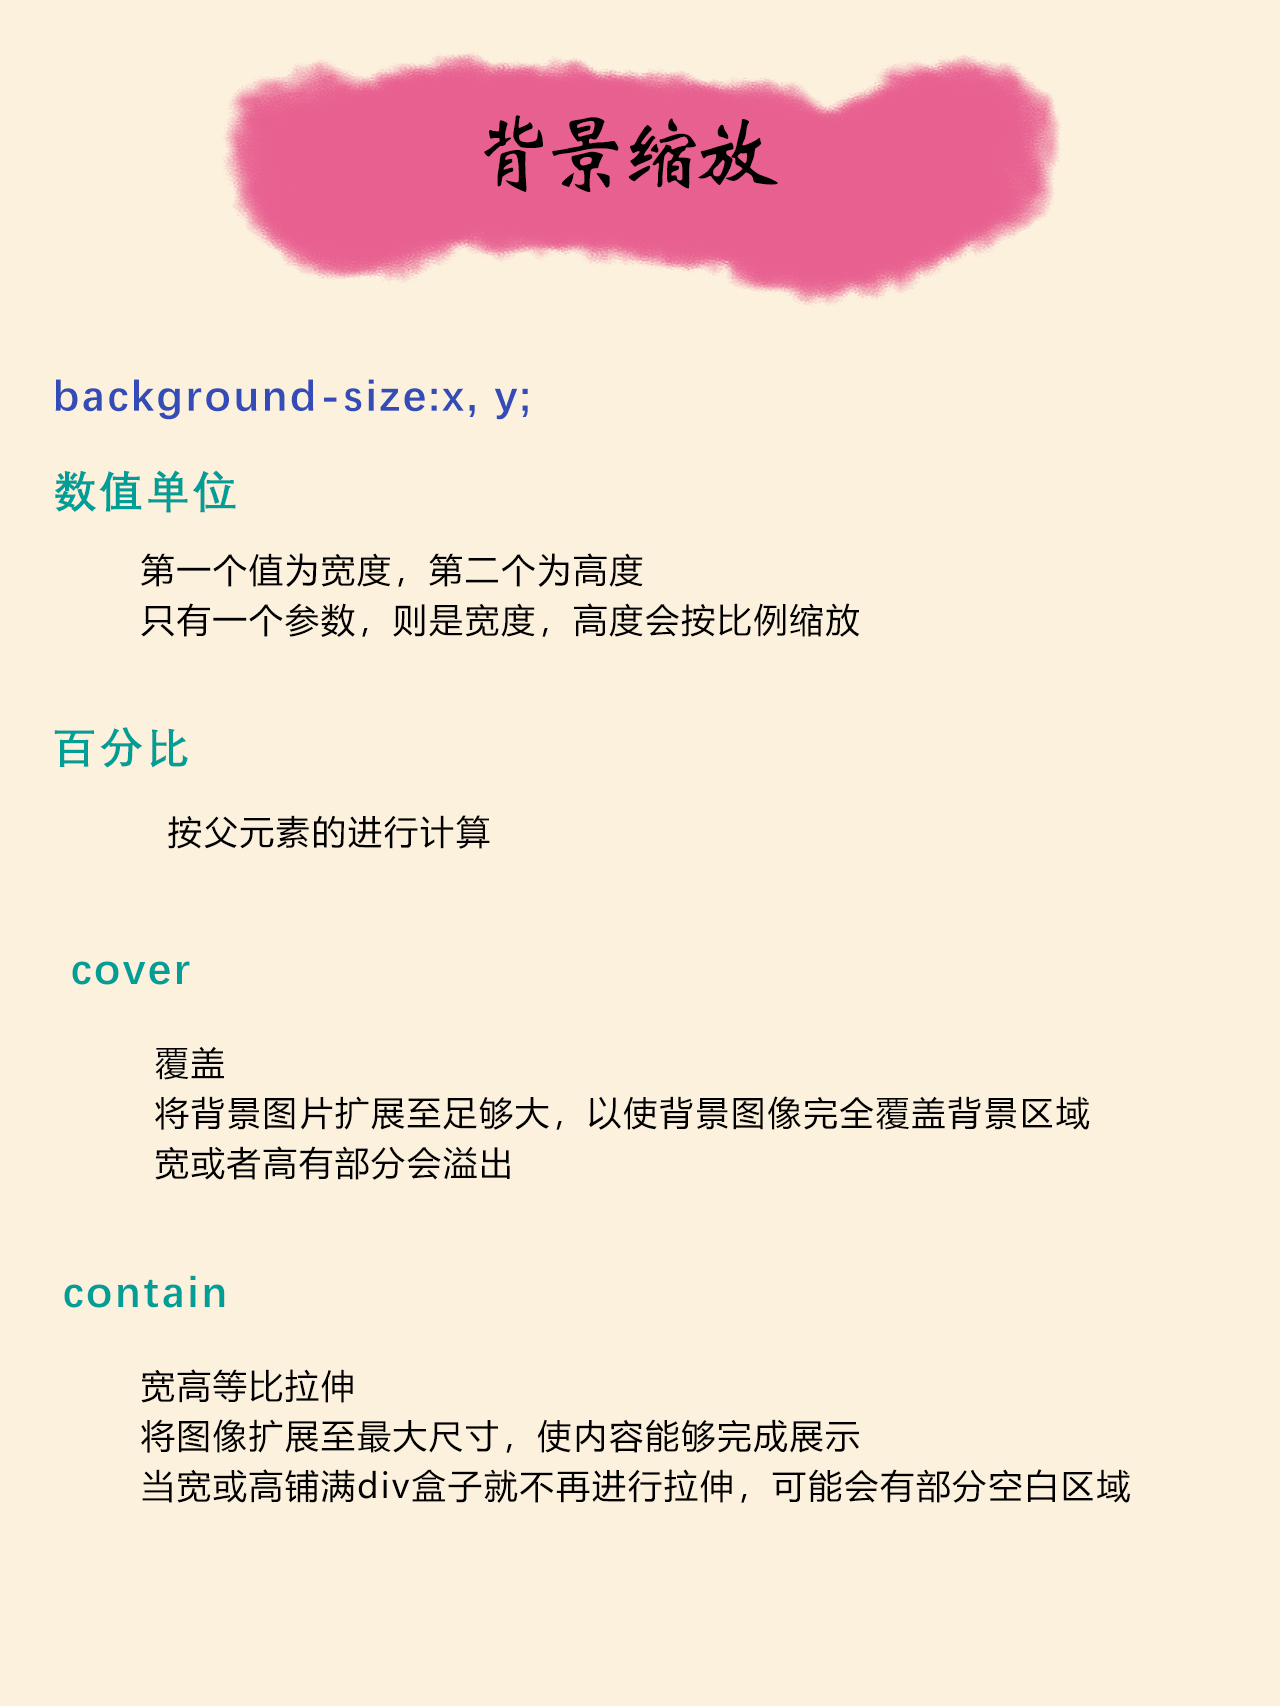 背景缩放
background-size:x, y;
数值单位
第一个值为宽度，第二个为高度
只有一个参数，则是宽度，高度会按比例缩放
百分比
按父元素的进行计算
cover
覆盖
将背景图片扩展至足够大，以使背景图像完全覆盖背景区域
宽或者高有部分会溢出
contain
宽高等比拉伸
将图像扩展至最大尺寸，使内容能够完成展示
当宽或高铺满div盒子就不再进行拉伸，可能会有部分空白区域